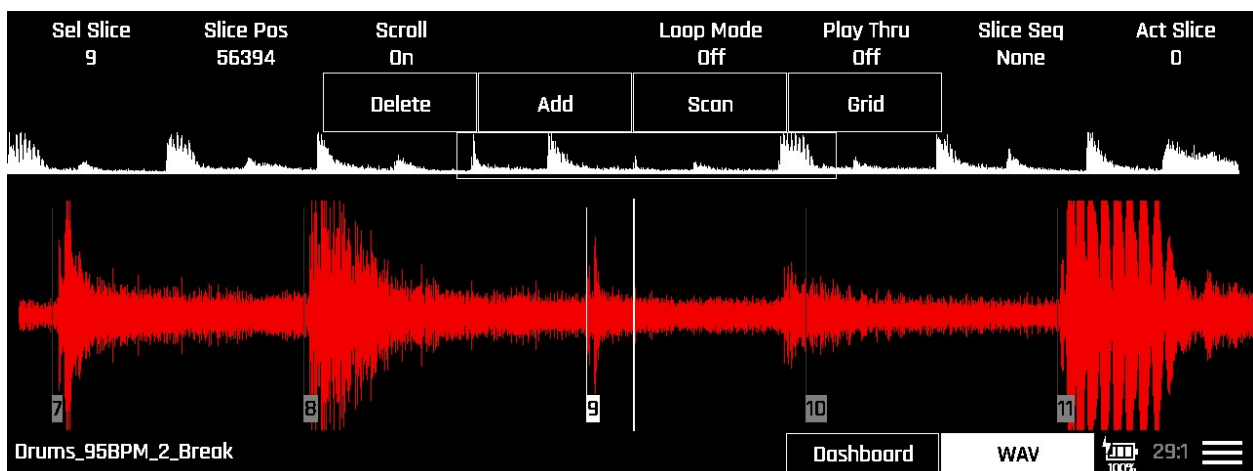 Sel Slice Slice Pos Scroll Loop Mode Play Thru Slice Seq Act Slice
9 56394 On Off Off None 0
Delete Add Scan Grid
7 8 9 10 11
Drums_95BPM_2_Break Dashboard WAV 29:1
100%